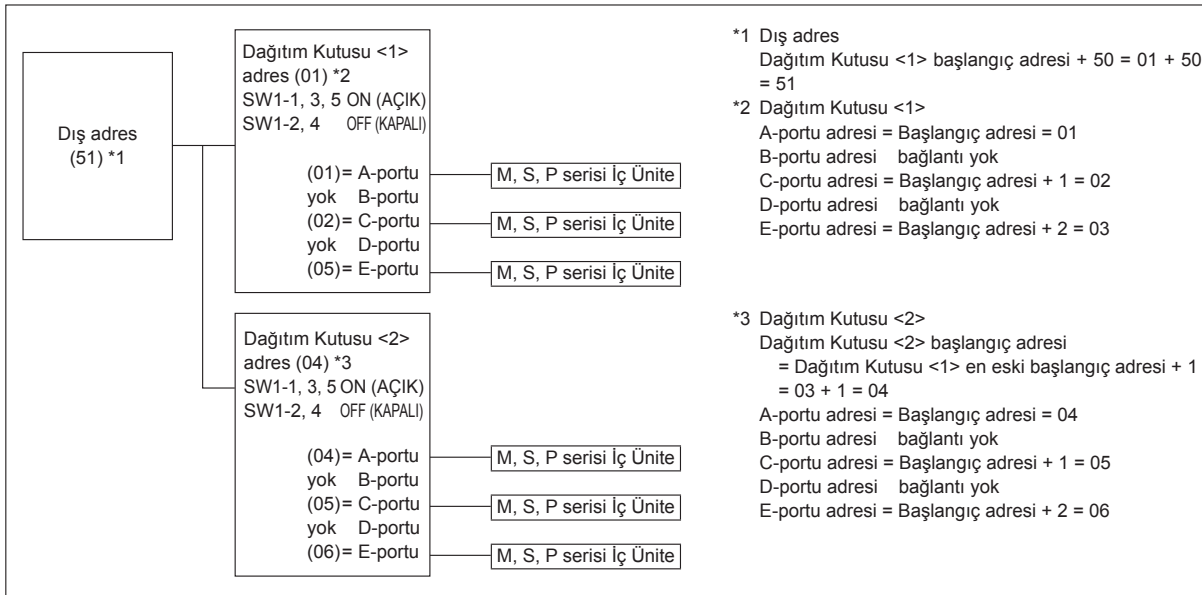 Dış adres
(51) *1
Dağıtım Kutusu <1>
adres (01) *2
SW1-1, 3, 5 ON (AÇIK)
SW1-2, 4 OFF (KAPALI)
(01)= A-portu
yok B-portu
(02)= C-portu
yok D-portu
(05)= E-portu
M, S, P serisi İç Ünite
M, S, P serisi İç Ünite
M, S, P serisi İç Ünite
Dağıtım Kutusu <2>
adres (04) *3
SW1-1, 3, 5 ON (AÇIK)
SW1-2, 4 OFF (KAPALI)
(04)= A-portu
yok B-portu
(05)= C-portu
yok D-portu
(06)= E-portu
M, S, P serisi İç Ünite
M, S, P serisi İç Ünite
M, S, P serisi İç Ünite
*1 Dış adres
Dağıtım Kutusu <1> başlangıç adresi + 50 = 01 + 50
= 51
*2 Dağıtım Kutusu <1>
A-portu adresi = Başlangıç adresi = 01
B-portu adresi bağlantı yok
C-portu adresi = Başlangıç adresi + 1 = 02
D-portu adresi bağlantı yok
E-portu adresi = Başlangıç adresi + 2 = 03
*3 Dağıtım Kutusu <2>
Dağıtım Kutusu <2> başlangıç adresi
= Dağıtım Kutusu <1> en eski başlangıç adresi + 1
= 03 + 1 = 04
A-portu adresi = Başlangıç adresi = 04
B-portu adresi bağlantı yok
C-portu adresi = Başlangıç adresi + 1 = 05
D-portu adresi bağlantı yok
E-portu adresi = Başlangıç adresi + 2 = 06